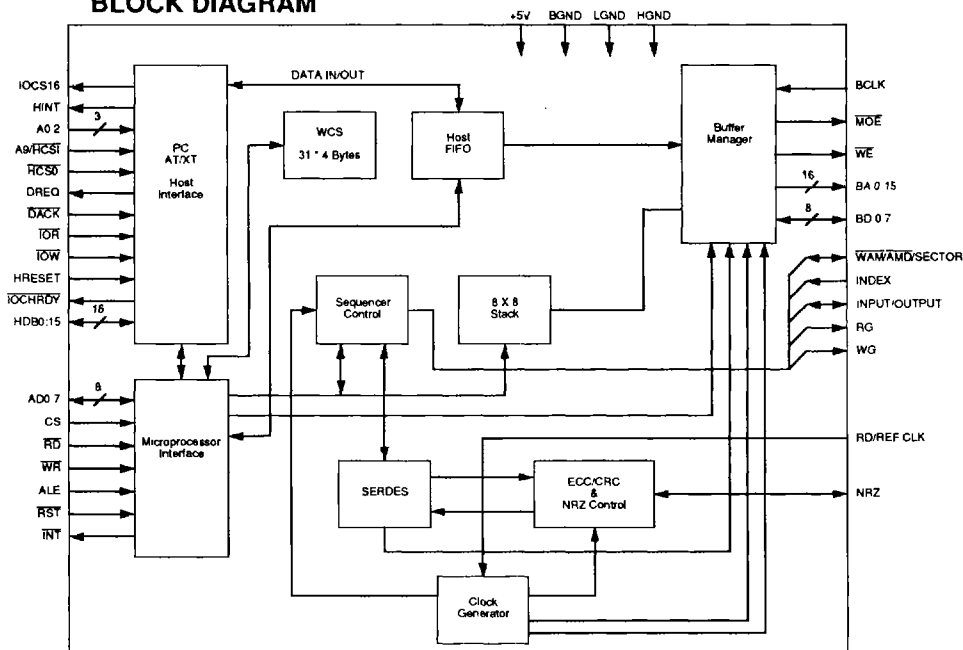 BLOCK DIAGRAM
+5V BGND LGND HGND
IOCS16
HINT
3
A0 2
A9/HCSI
HCS0
DREQ
DACK
IOR
IOW
HRESET
IOCHRDY
16
HDB0:15
PC
AT/XT
Host
Interface
DATA IN/OUT
WCS
31 * 4 Bytes
Host
FIFO
Buffer
Manager
BCLK
MOE
WE
16
BA 0 15
8
BD 0 7
WAM/AMD/SECTOR
INDEX
INPUT/OUTPUT
RG
WG
Sequencer
Control
8 X 8
Stack
8
AD0 7
CS
RD
WR
ALE
RST
INT
Microprocessor
Interface
SERDES
ECC/CRC
&
NRZ Control
RD/REF CLK
NRZ
Clock
Generator